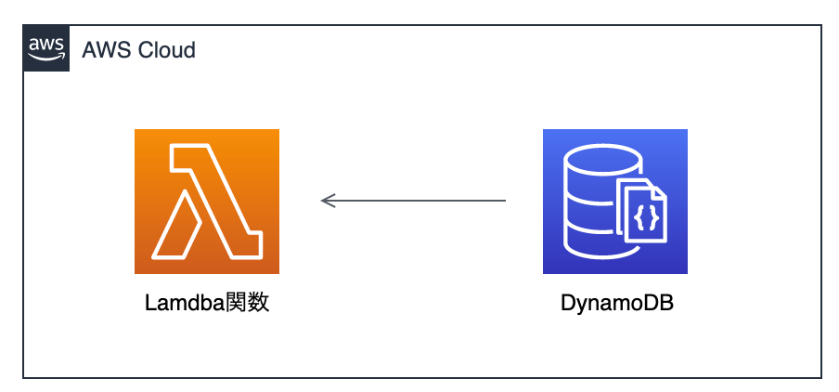 aws
AWS Cloud
{}
Lamdba関数
DynamoDB